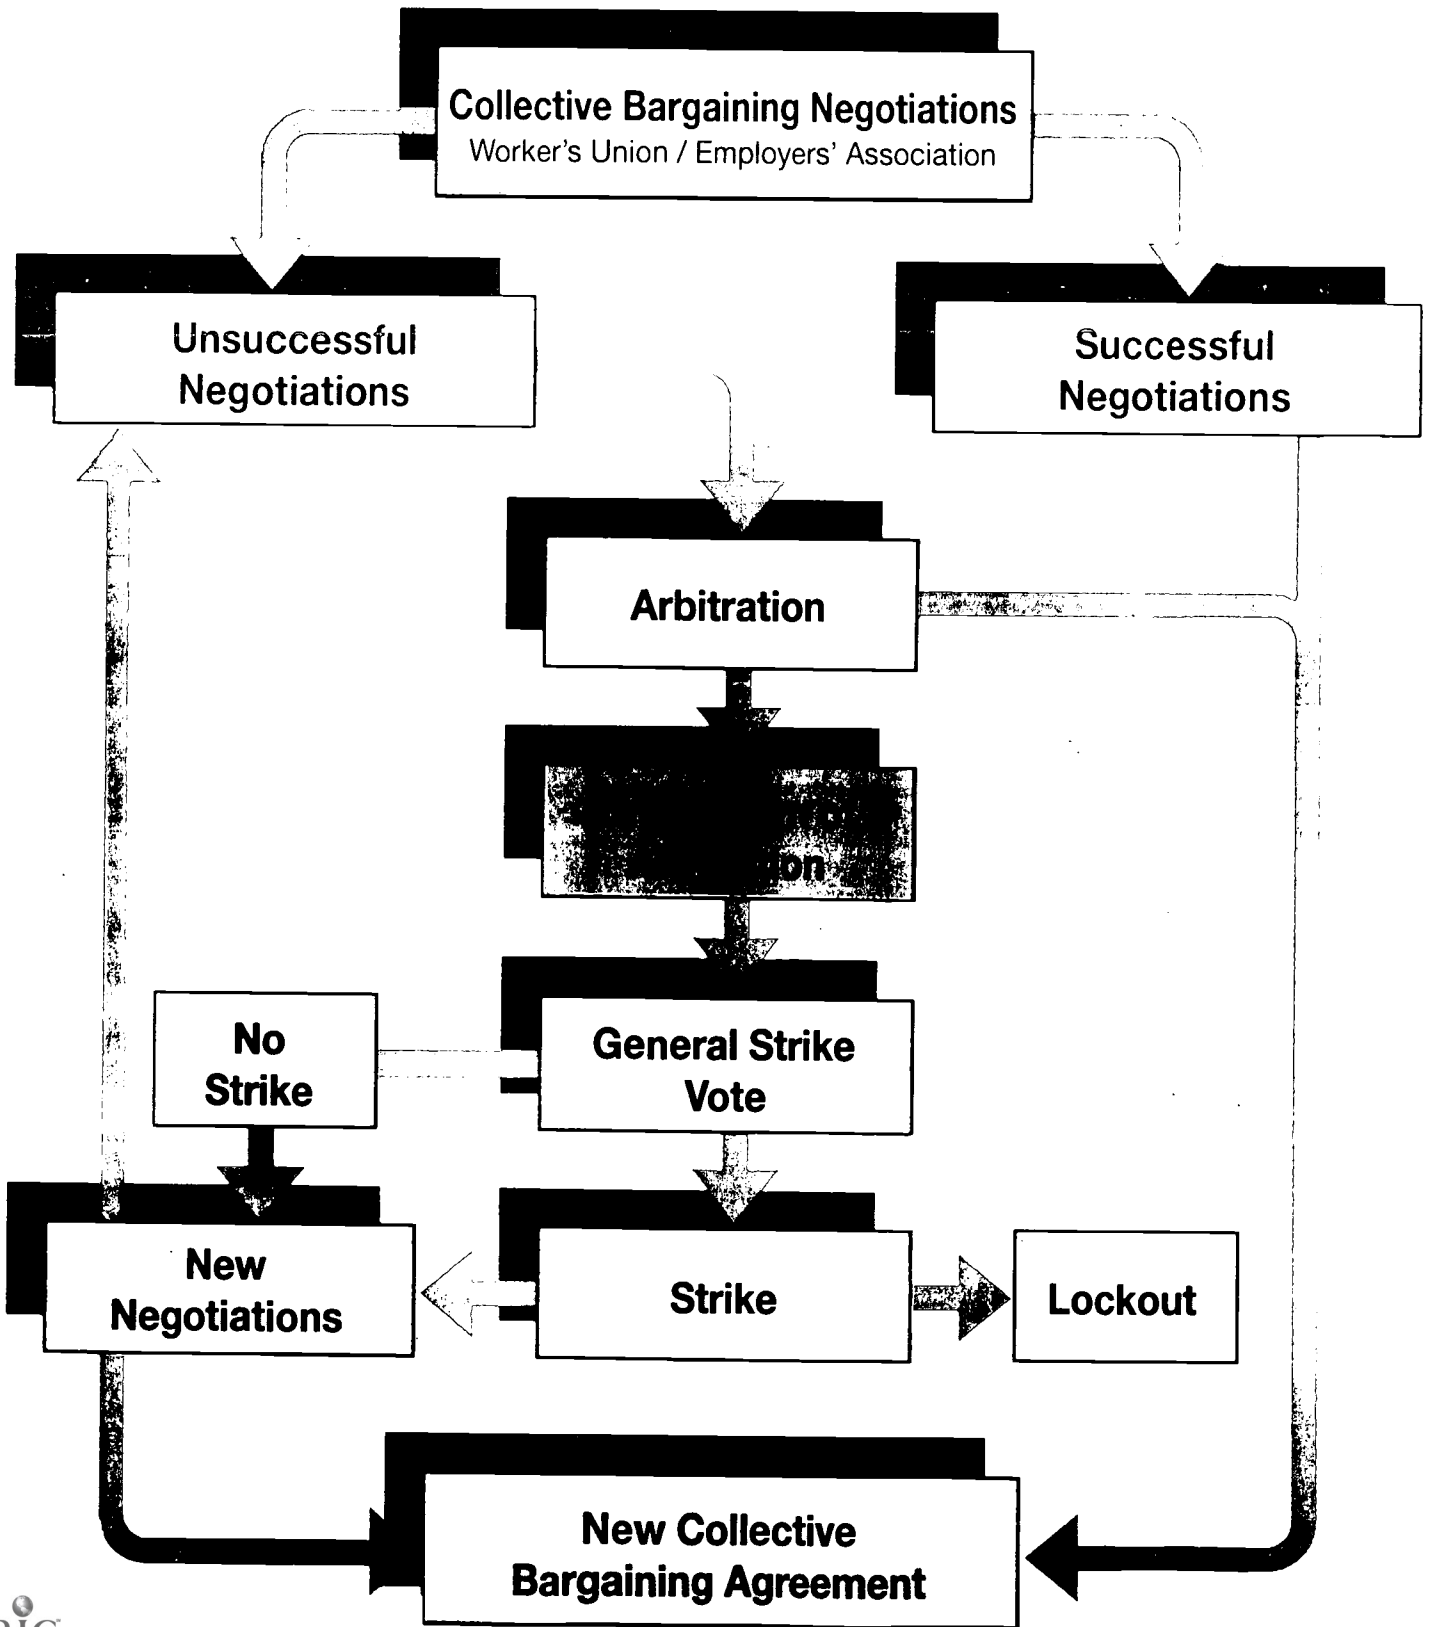 Collective Bargaining Negotiations
Worker's Union / Employers' Association
Unsuccessful
Negotiations
Successful
Negotiations
Arbitration
No
Strike
General Strike
Vote
New
Negotiations
Strike
Lockout
New Collective
Bargaining Agreement